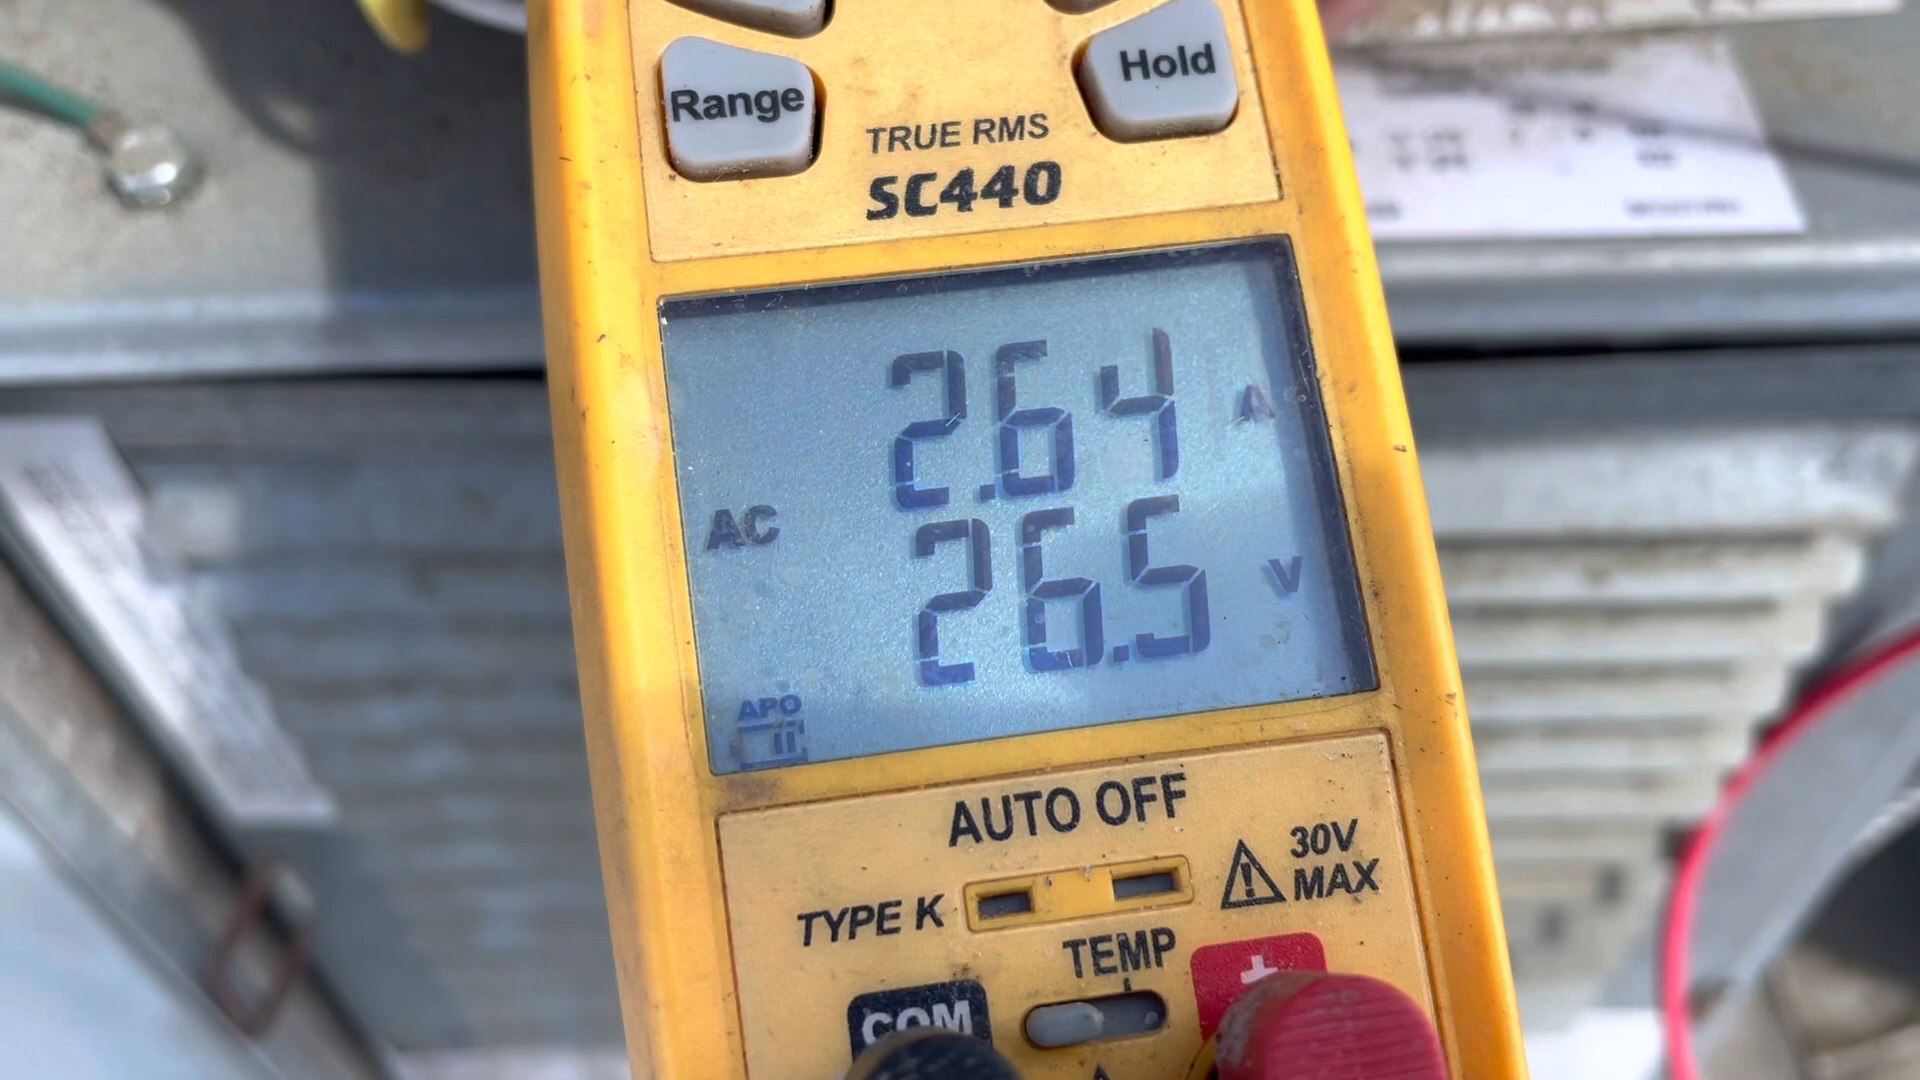 Range
Hold
TRUE RMS
SC440
2.64 A
AC
26.5 V
APO
AUTO OFF
30V
MAX
TYPE K
TEMP
COM
+